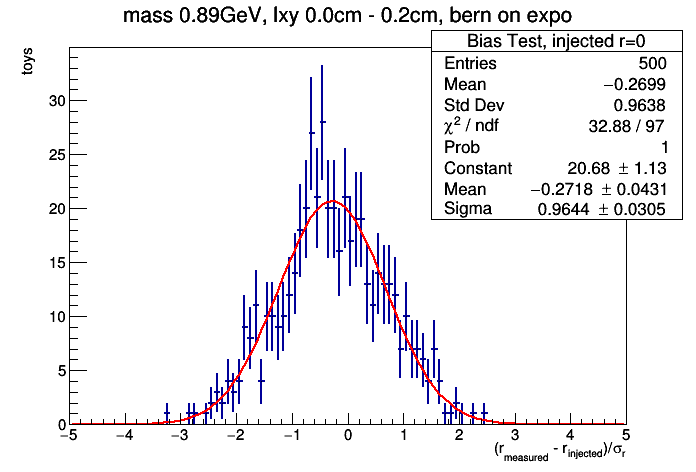 mass 0.89GeV, lxy 0.0cm - 0.2cm, bern on expo
Bias Test, injected r=0
Entries 500
Mean −0.2699
Std Dev 0.9638
χ² / ndf 32.88 / 97
Prob 1
Constant 20.68 ± 1.13
Mean −0.2718 ± 0.0431
Sigma 0.9644 ± 0.0305
toys
30
25
20
15
10
5
0
−5 −4 −3 −2 −1 0 1 2 3 4 5
(r_measured - r_injected)/σ_r